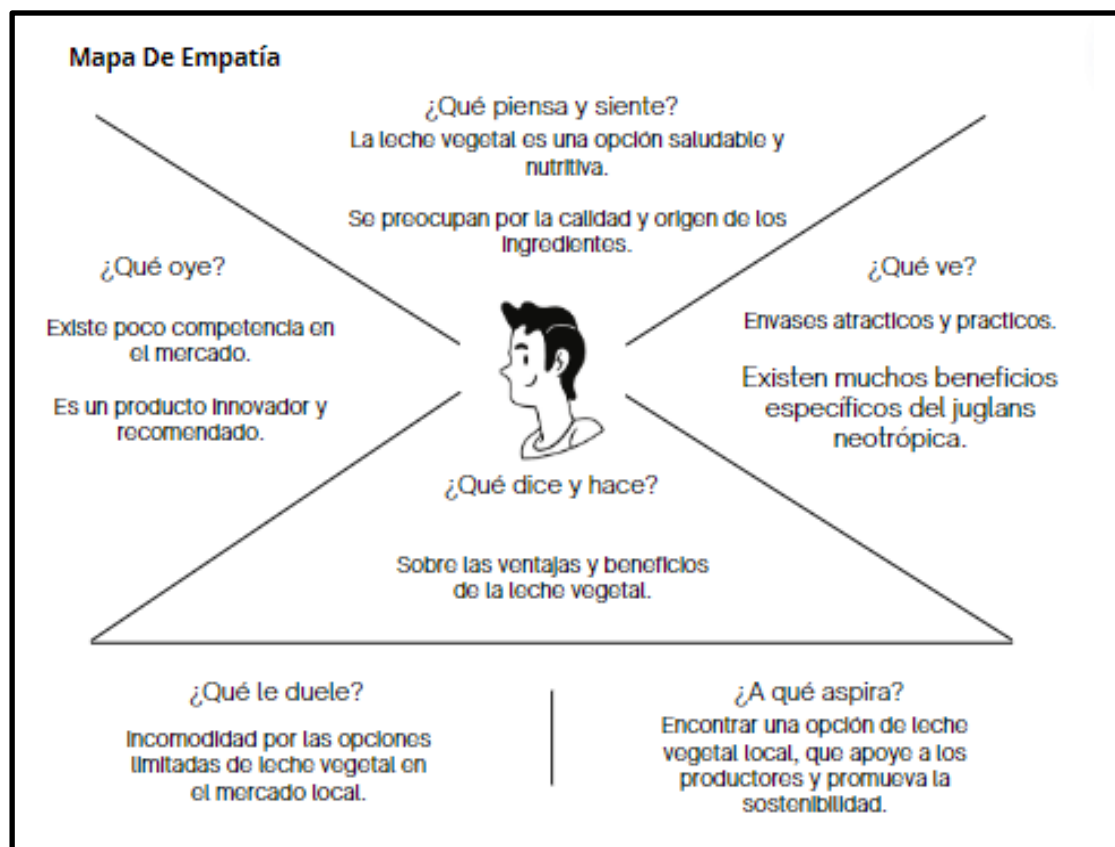 Mapa De Empatía
¿Qué piensa y siente?
La leche vegetal es una opción saludable y
nutritiva.
Se preocupan por la calidad y origen de los
ingredientes.
¿Qué oye?
Existe poco competencia en
el mercado.
Es un producto innovador y
recomendado.
¿Qué ve?
Envases atracticos y practicos.
Existen muchos beneficios
específicos del juglans
neotrópica.
¿Qué dice y hace?
Sobre las ventajas y beneficios
de la leche vegetal.
¿Qué le duele?
Incomodidad por las opciones
limitadas de leche vegetal en
el mercado local.
¿A qué aspira?
Encontrar una opción de leche
vegetal local, que apoye a los
productores y promueva la
sostenibilidad.